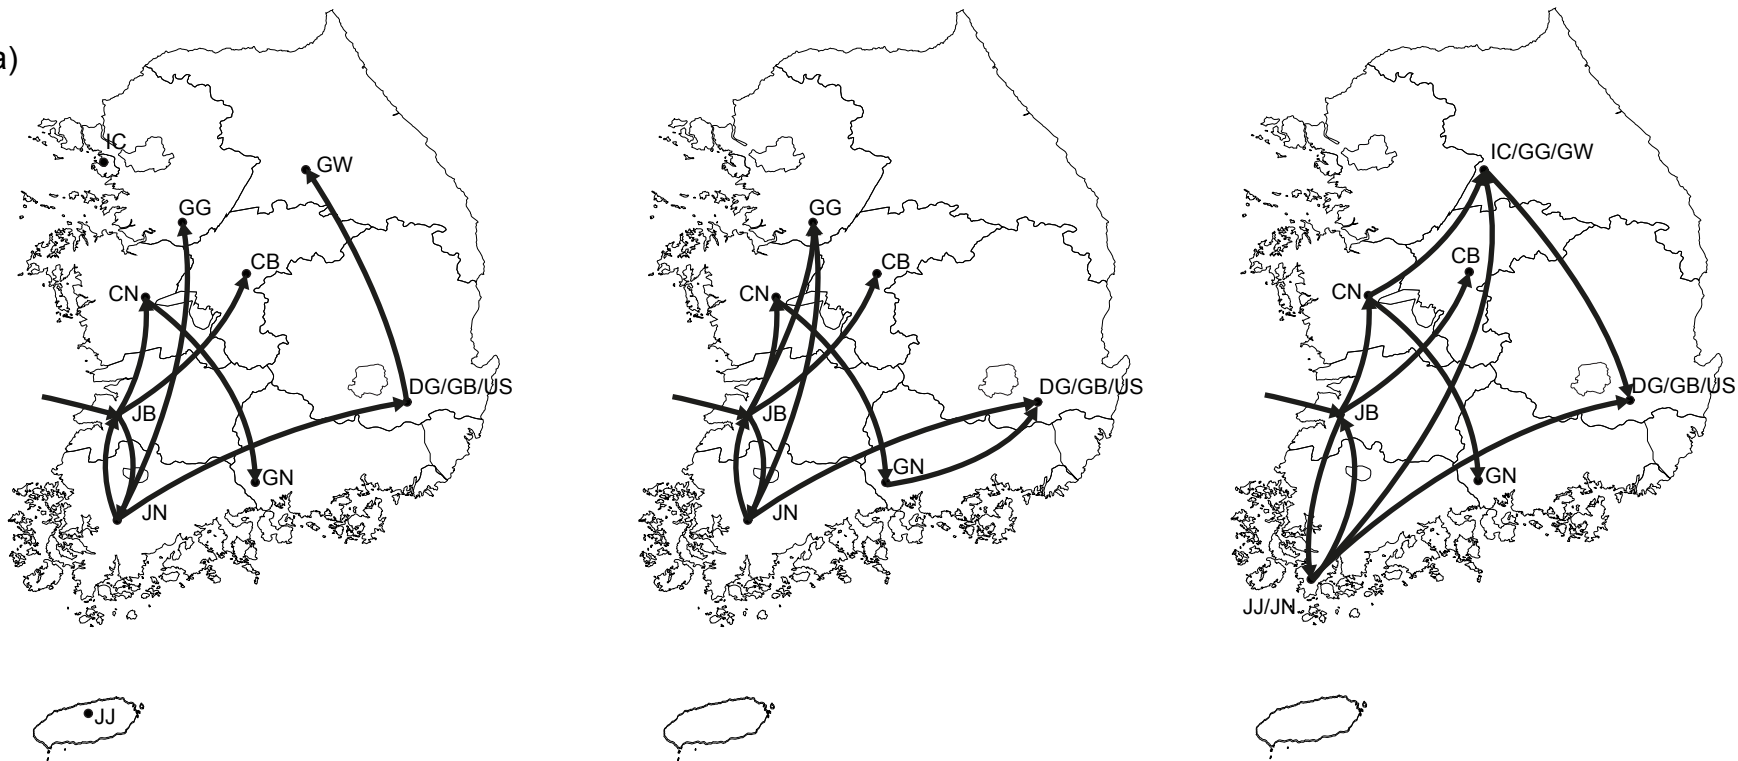 a)
IC
GW
GG
CB
CN
DG/GB/US
JB
GN
JN
JJ
GG
CB
CN
DG/GB/US
JB
GN
JN
IC/GG/GW
CB
CN
DG/GB/US
JB
GN
JJ/JN